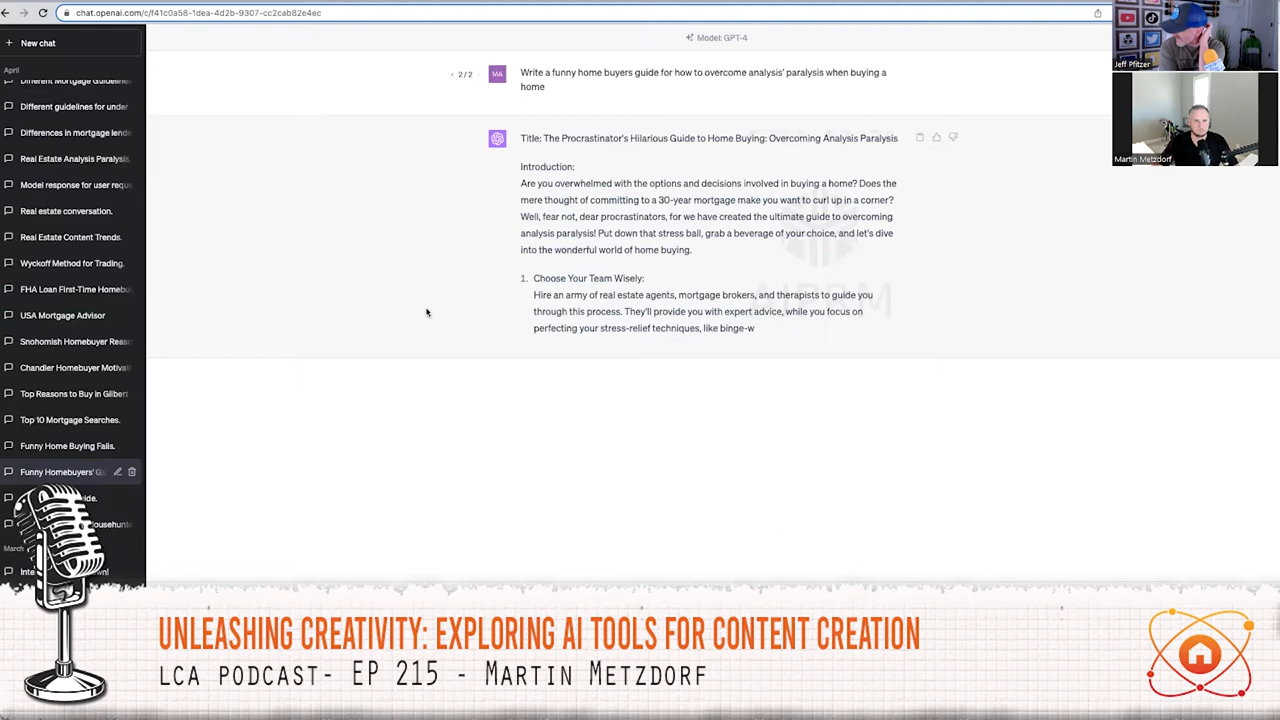 chat.openai.com/c/f41c0a58-1dea-4d2b-9307-cc2cab82e4ec
New chat
April
Different Mortgage Guideline
Different guidelines for under
Differences in mortgage lend
Real Estate Analysis Paralysis.
Model response for user requ
Real estate conversation.
Real Estate Content Trends.
Wyckoff Method for Trading.
FHA Loan First-Time Homebu
USA Mortgage Advisor
Snohomish Homebuyer Reas
Chandler Homebuyer Motivat
Top Reasons to Buy in Gilbert
Top 10 Mortgage Searches.
Funny Home Buying Fails.
Funny Homebuyers' G
ide.
ousehunte
March
Inte
wn!
Model: GPT-4
2 / 2
MA
Write a funny home buyers guide for how to overcome analysis' paralysis when buying a
home
Title: The Procrastinator's Hilarious Guide to Home Buying: Overcoming Analysis Paralysis
Introduction:
Are you overwhelmed with the options and decisions involved in buying a home? Does the
mere thought of committing to a 30-year mortgage make you want to curl up in a corner?
Well, fear not, dear procrastinators, for we have created the ultimate guide to overcoming
analysis paralysis! Put down that stress ball, grab a beverage of your choice, and let's dive
into the wonderful world of home buying.
1. Choose Your Team Wisely:
Hire an army of real estate agents, mortgage brokers, and therapists to guide you
through this process. They'll provide you with expert advice, while you focus on
perfecting your stress-relief techniques, like binge-w
AIPRM
Jeff Pfitzer
Martin Metzdorf
UNLEASHING CREATIVITY: EXPLORING AI TOOLS FOR CONTENT CREATION
LCA PODCAST- EP 215 - MARTIN METZDORF